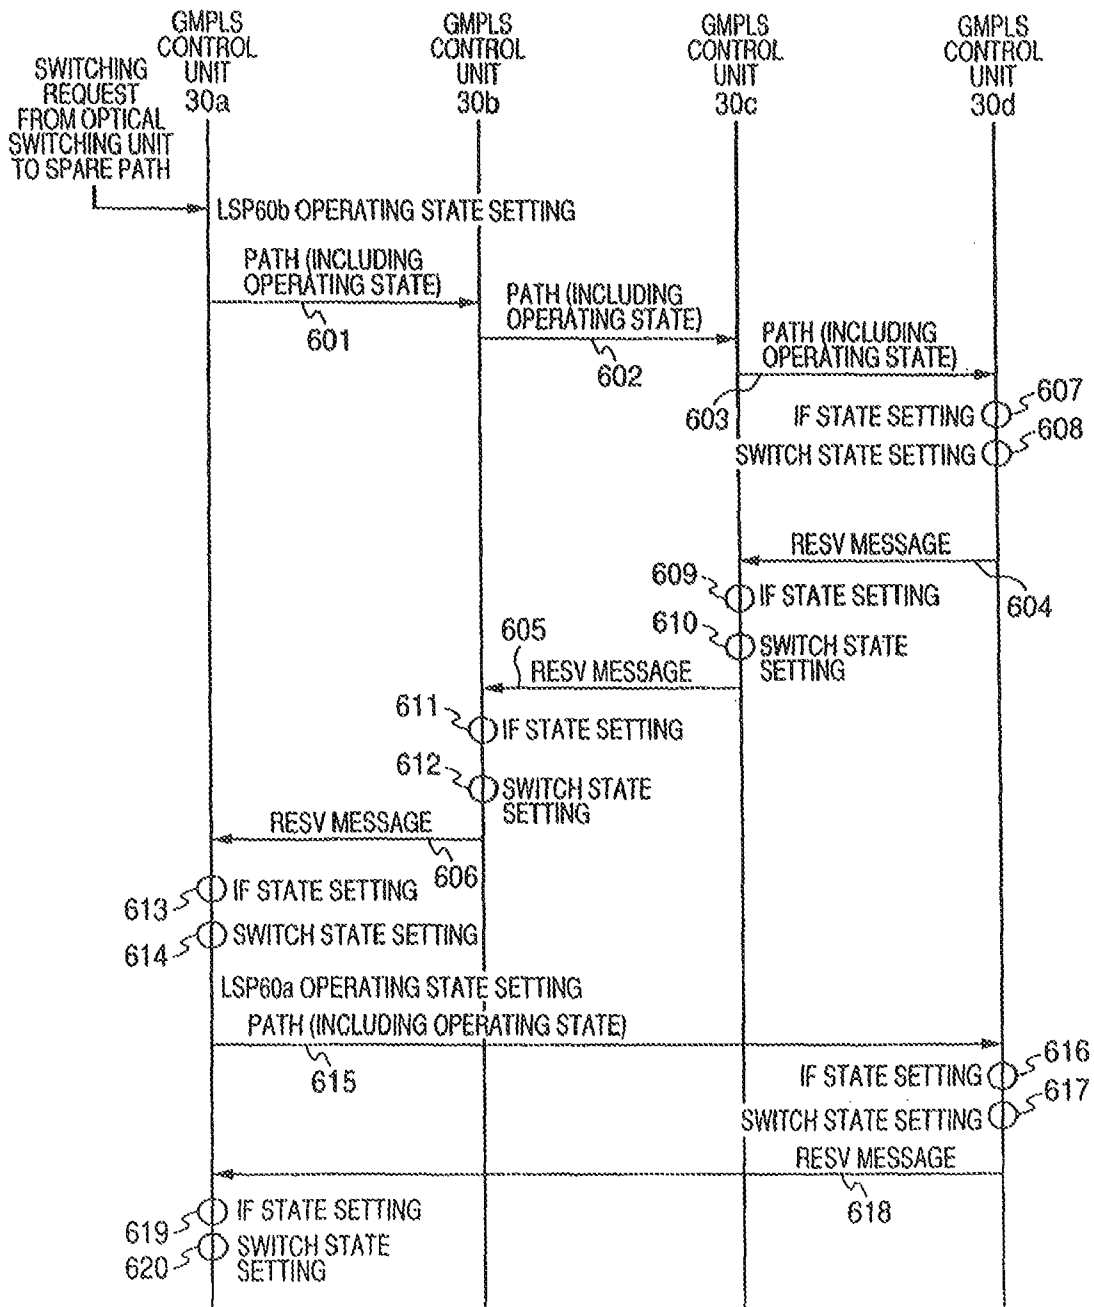 GMPLS
CONTROL
UNIT
30a
GMPLS
CONTROL
UNIT
30b
GMPLS
CONTROL
UNIT
30c
GMPLS
CONTROL
UNIT
30d
SWITCHING
REQUEST
FROM OPTICAL
SWITCHING UNIT
TO SPARE PATH
LSP60b OPERATING STATE SETTING
PATH (INCLUDING
OPERATING STATE)
601
PATH (INCLUDING
OPERATING STATE)
602
PATH (INCLUDING
OPERATING STATE)
603
IF STATE SETTING
607
SWITCH STATE SETTING
608
RESV MESSAGE
604
609
IF STATE SETTING
610
SWITCH STATE
SETTING
605
RESV MESSAGE
611
IF STATE SETTING
612
SWITCH STATE
SETTING
RESV MESSAGE
606
613
IF STATE SETTING
614
SWITCH STATE SETTING
LSP60a OPERATING STATE SETTING
PATH (INCLUDING OPERATING STATE)
615
IF STATE SETTING
616
SWITCH STATE SETTING
617
RESV MESSAGE
618
619
IF STATE SETTING
620
SWITCH STATE
SETTING